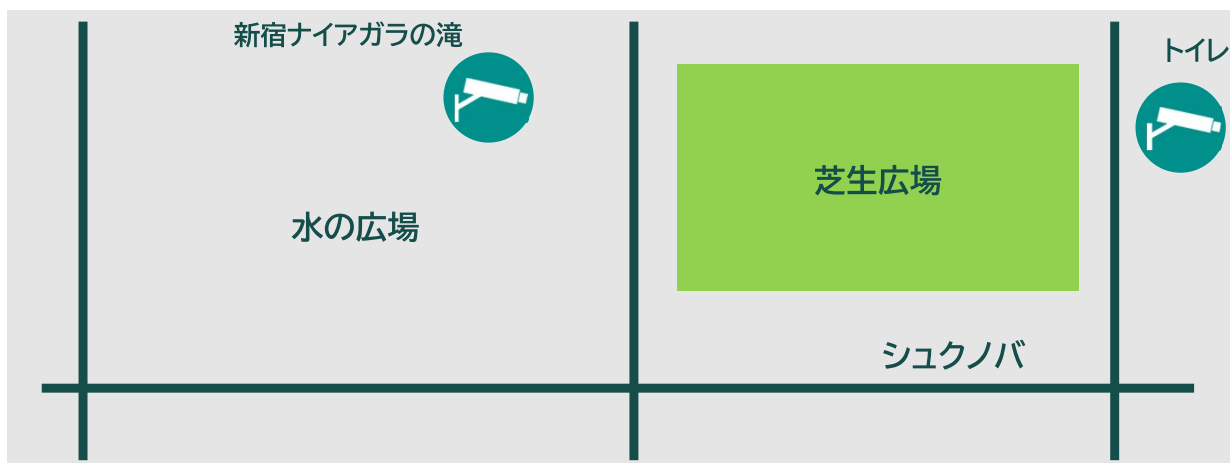 新宿ナイアガラの滝
トイレ
芝生広場
水の広場
シュクノバ